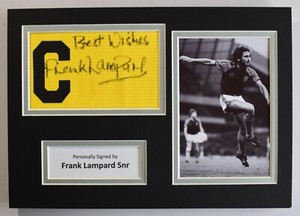 C
Best Wishes
Frank Lampard
Personally Signed by
Frank Lampard Snr